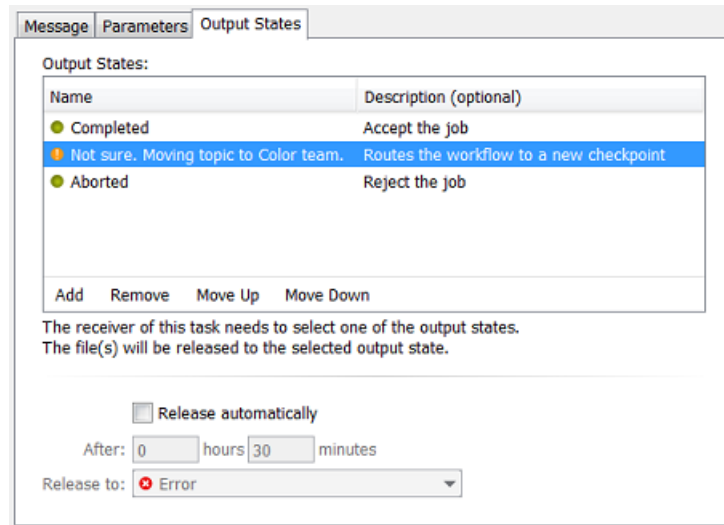 Message Parameters Output States
Output States:
Name Description (optional)
Completed Accept the job
Not sure. Moving topic to Color team. Routes the workflow to a new checkpoint
Aborted Reject the job
Add Remove Move Up Move Down
The receiver of this task needs to select one of the output states.
The file(s) will be released to the selected output state.
Release automatically
After: 0 hours 30 minutes
Release to: Error